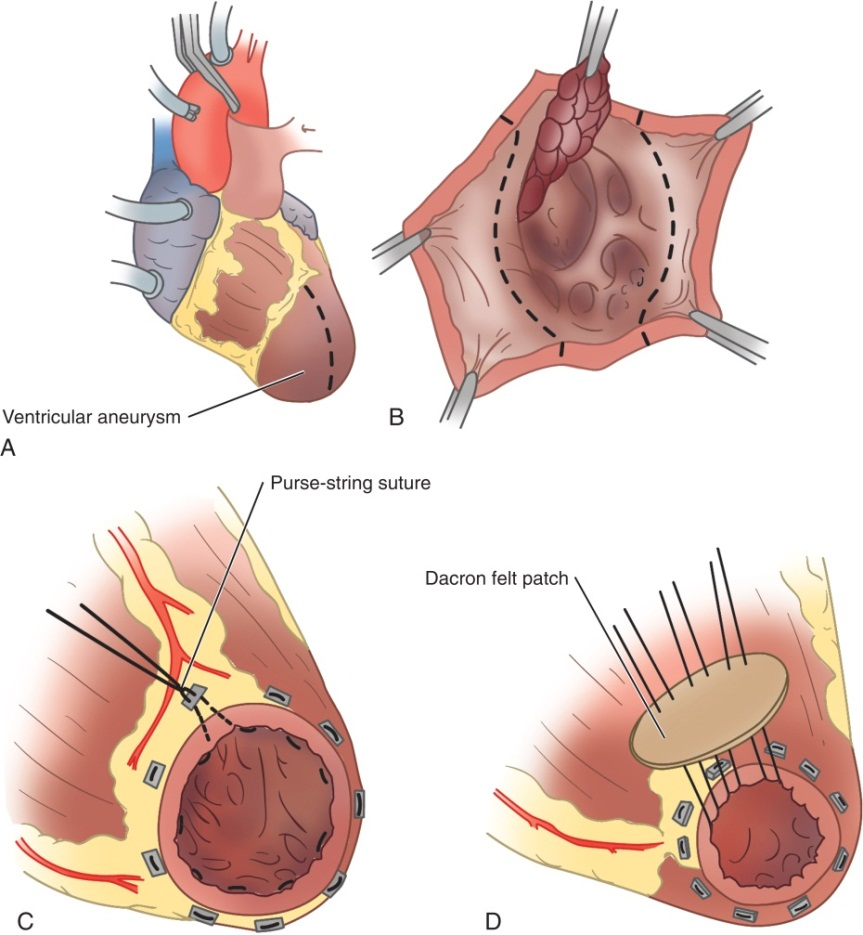 Ventricular aneurysm
A
B
Purse-string suture
Dacron felt patch
C
D